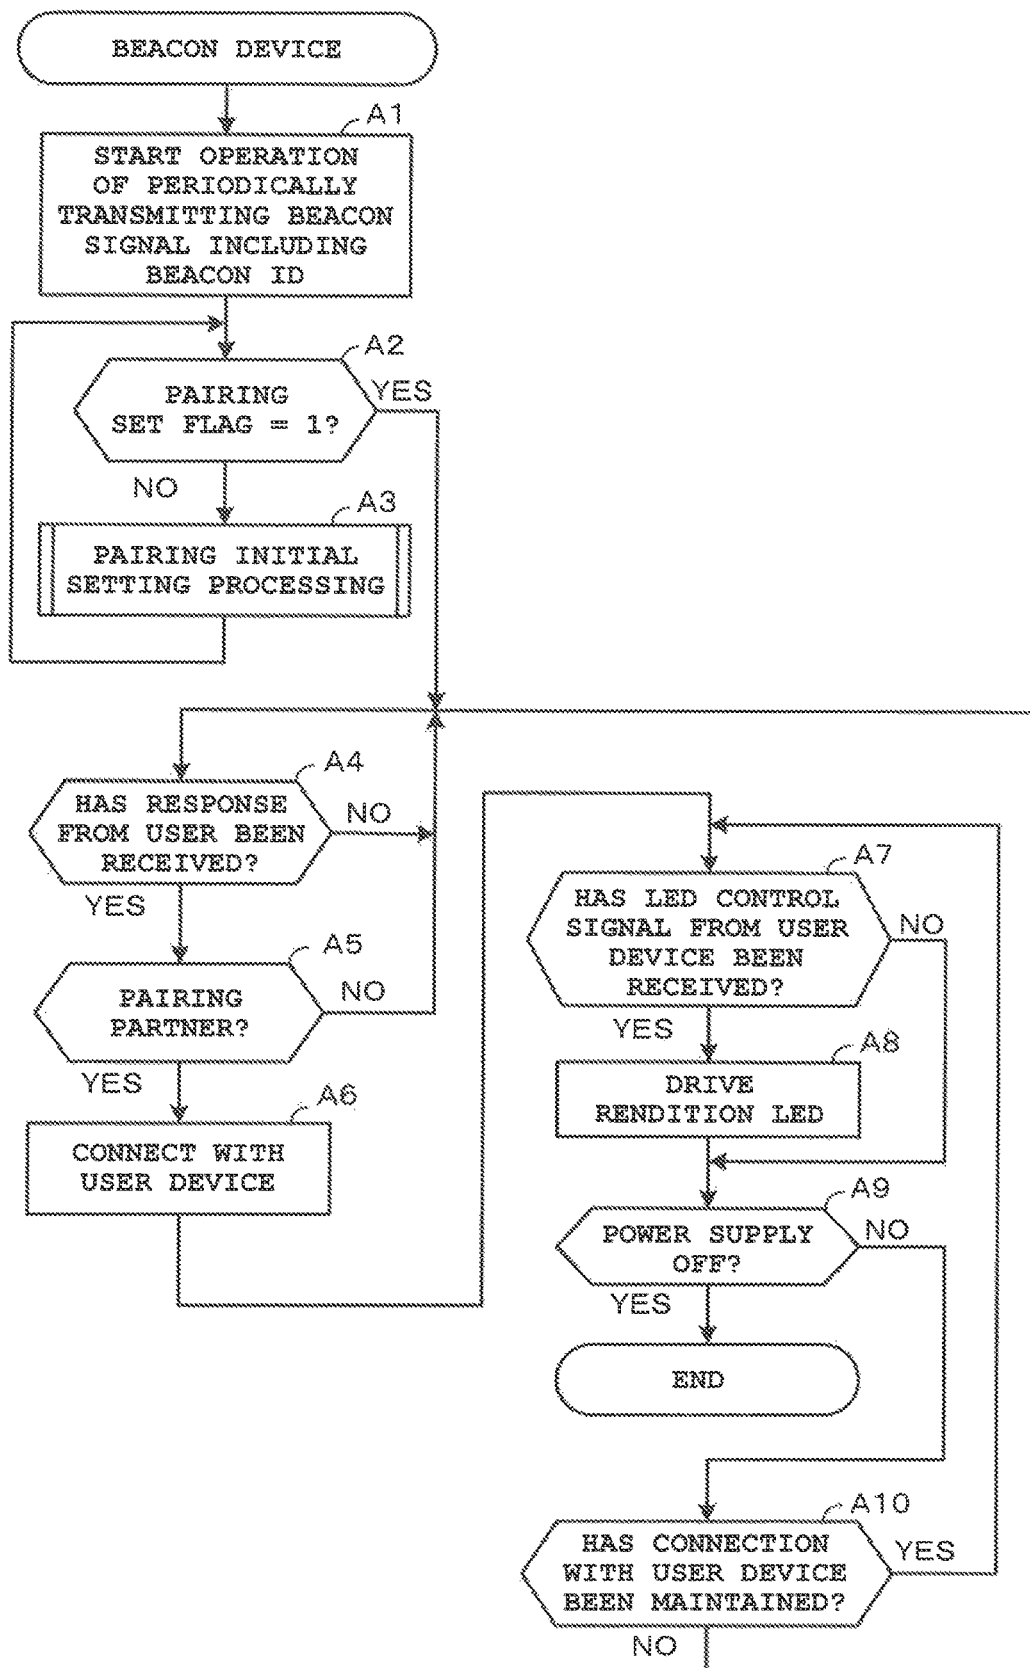 BEACON DEVICE
A1
START OPERATION
OF PERIODICALLY
TRANSMITTING BEACON
SIGNAL INCLUDING
BEACON ID
A2
PAIRING
SET FLAG = 1?
YES
NO
A3
PAIRING INITIAL
SETTING PROCESSING
A4
HAS RESPONSE
FROM USER BEEN
RECEIVED?
NO
YES
A5
PAIRING
PARTNER?
NO
YES
A6
CONNECT WITH
USER DEVICE
A7
HAS LED CONTROL
SIGNAL FROM USER
DEVICE BEEN
RECEIVED?
NO
YES
A8
DRIVE
RENDITION LED
A9
POWER SUPPLY
OFF?
NO
YES
END
A10
HAS CONNECTION
WITH USER DEVICE
BEEN MAINTAINED?
YES
NO